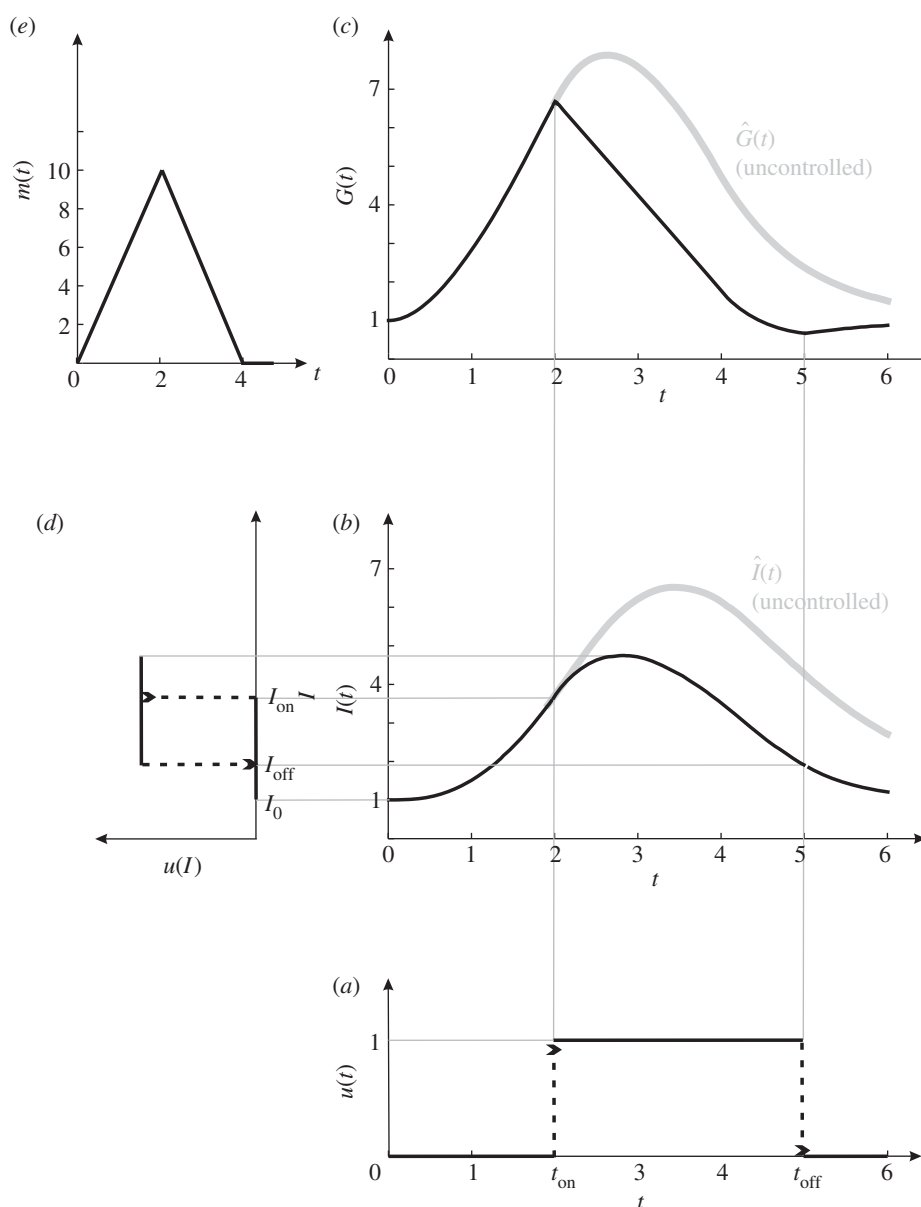 (e)
m(t)
10
8
6
4
2
0
2
4
t
(c)
G(t)
7
4
1
0
1
2
3
4
5
6
t
Ĝ(t)
(uncontrolled)
(d)
I
I_on
I_off
I_0
u(I)
(b)
I(t)
7
4
1
0
1
2
3
4
5
6
t
Î(t)
(uncontrolled)
(a)
u(t)
1
0
1
t_on
3
4
t_off
6
t